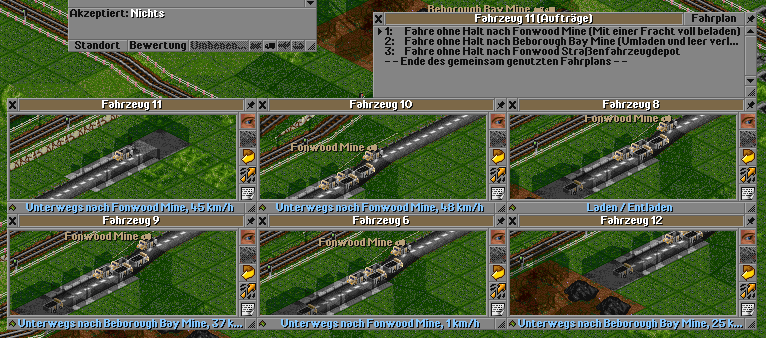 Akzeptiert: Nichts
Standort Bewertung
Beborough Bay Mine
Fahrzeug 11 (Aufträge) Fahrplan
1: Fahre ohne Halt nach Fonwood Mine (Mit einer Fracht voll beladen)
2: Fahre ohne Halt nach Beborough Bay Mine (Umladen und leer verl...
3: Fahre ohne Halt nach Fonwood Straßenfahrzeugdepot
- - Ende des gemeinsam genutzten Fahrplans - -
Fahrzeug 11
Unterwegs nach Fonwood Mine, 45 km/h
Fahrzeug 10
Fonwood Mine
Unterwegs nach Fonwood Mine, 48 km/h
Fahrzeug 8
Fonwood Mine
Laden / Entladen
Fahrzeug 9
Fonwood Mine
Unterwegs nach Beborough Bay Mine, 37 k...
Fahrzeug 6
Fonwood Mine
Unterwegs nach Fonwood Mine, 1 km/h
Fahrzeug 12
Unterwegs nach Beborough Bay Mine, 25 k...